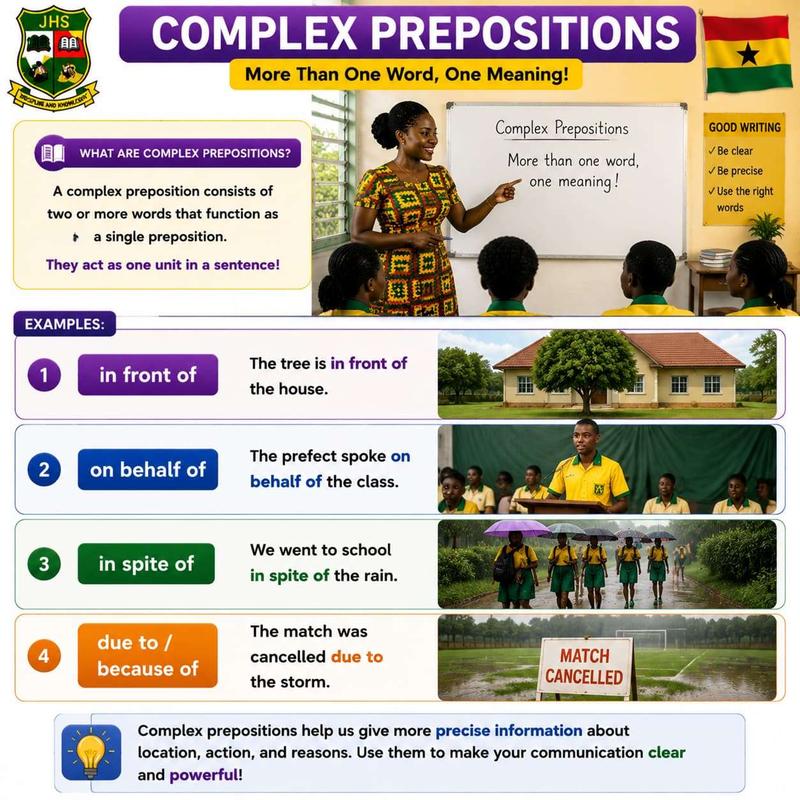 JHS
DISCIPLINE AND KNOWLEDGE
COMPLEX PREPOSITIONS
More Than One Word, One Meaning!
WHAT ARE COMPLEX PREPOSITIONS?
A complex preposition consists of
two or more words that function as
a single preposition.
They act as one unit in a sentence!
Complex Prepositions
More than one word,
one meaning!
GOOD WRITING
✓ Be clear
✓ Be precise
✓ Use the right
words
EXAMPLES:
1
in front of
The tree is in front of
the house.
2
on behalf of
The prefect spoke on
behalf of the class.
3
in spite of
We went to school
in spite of the rain.
4
due to /
because of
The match was
cancelled due to
the storm.
MATCH
CANCELLED
Complex prepositions help us give more precise information about
location, action, and reasons. Use them to make your communication clear
and powerful!